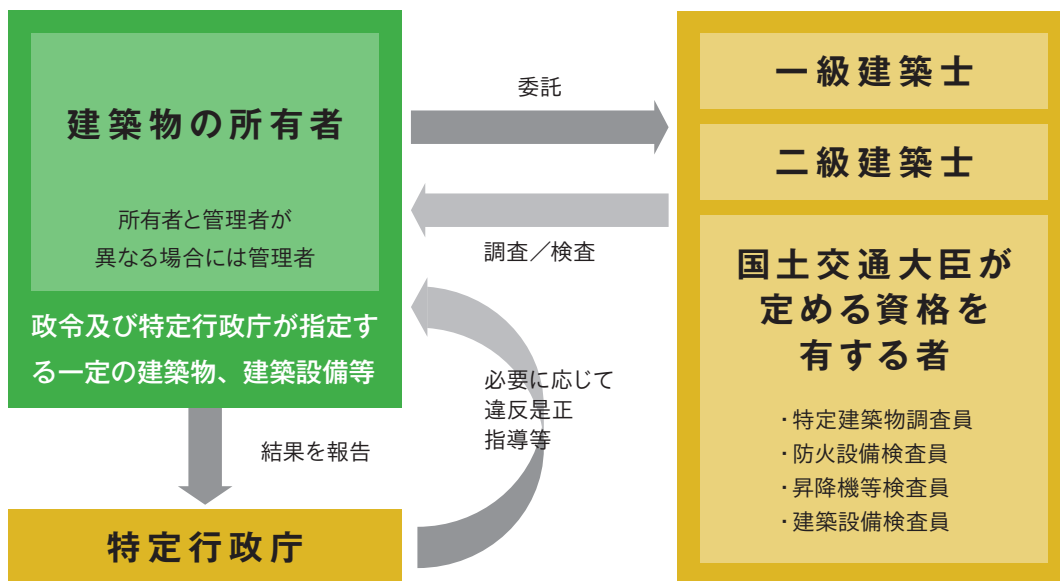 建築物の所有者
所有者と管理者が
異なる場合には管理者
政令及び特定行政庁が指定す
る一定の建築物、建築設備等
委託
調査／検査
一級建築士
二級建築士
国土交通大臣が
定める資格を
有する者
・特定建築物調査員
・防火設備検査員
・昇降機等検査員
・建築設備検査員
必要に応じて
違反是正
指導等
結果を報告
特定行政庁